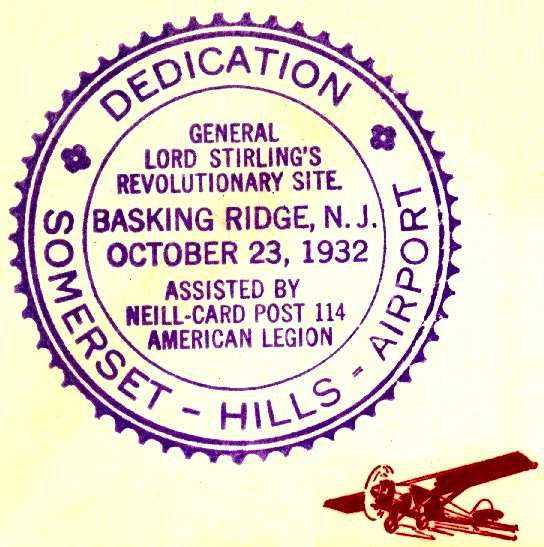 DEDICATION
GENERAL
LORD STIRLING'S
REVOLUTIONARY SITE.
BASKING RIDGE, N.J.
OCTOBER 23, 1932
ASSISTED BY
NEILL-CARD POST 114
AMERICAN LEGION
SOMERSET - HILLS - AIRPORT